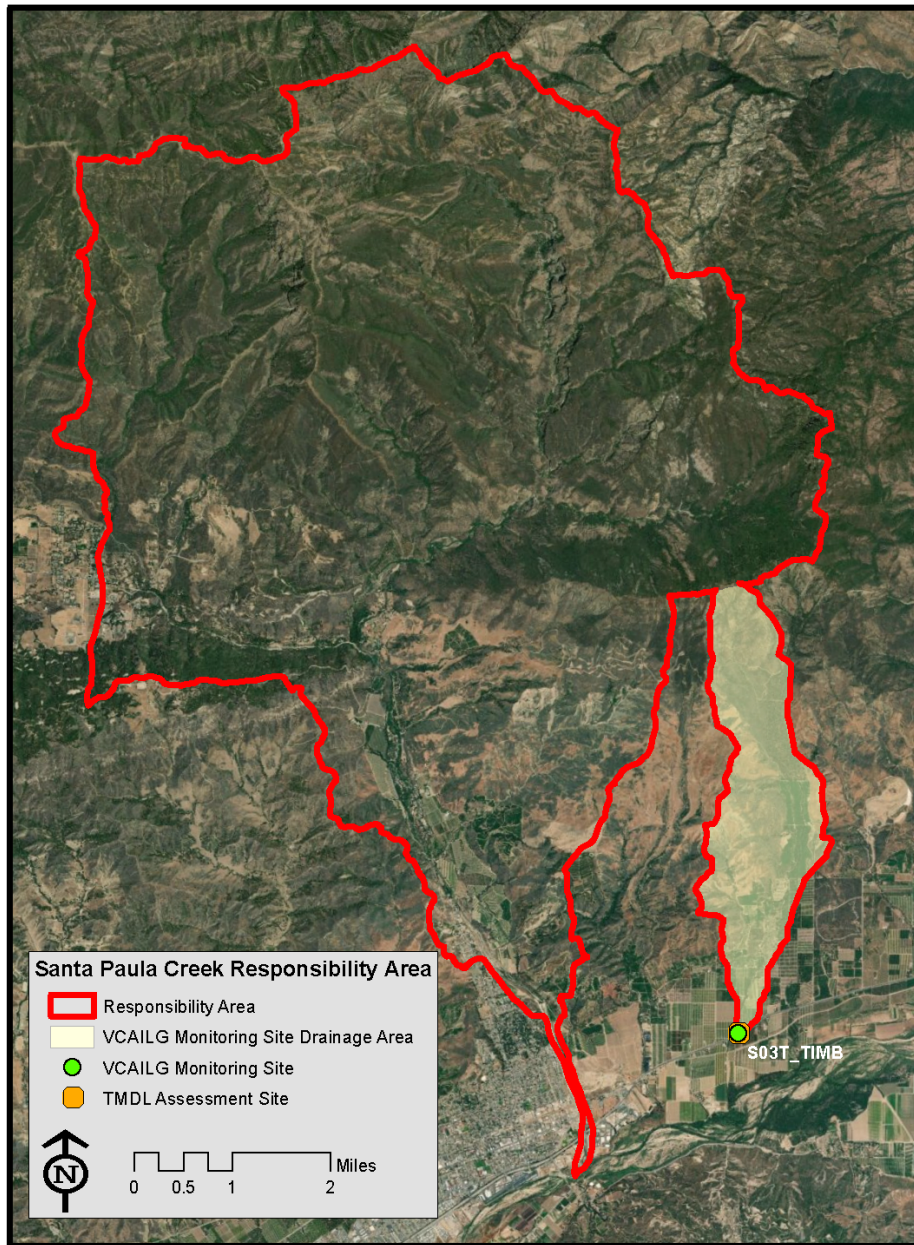 S03T_TIMB
Santa Paula Creek Responsibility Area
Responsibility Area
VCAILG Monitoring Site Drainage Area
VCAILG Monitoring Site
TMDL Assessment Site
N
Miles
0 0.5 1 2